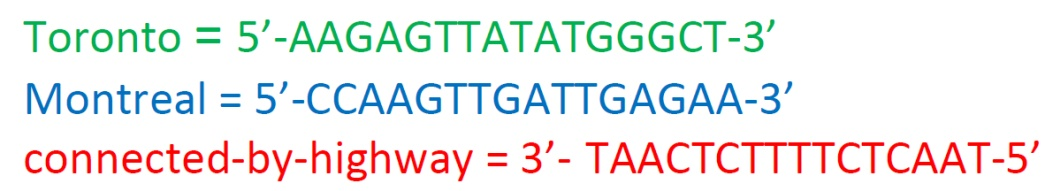 Toronto = 5’-AAGAGTTATATGGGCT-3’
Montreal = 5’-CCAAGTTGATTGAGAA-3’
connected-by-highway = 3’- TAACTCTTTTCTCAAT-5’